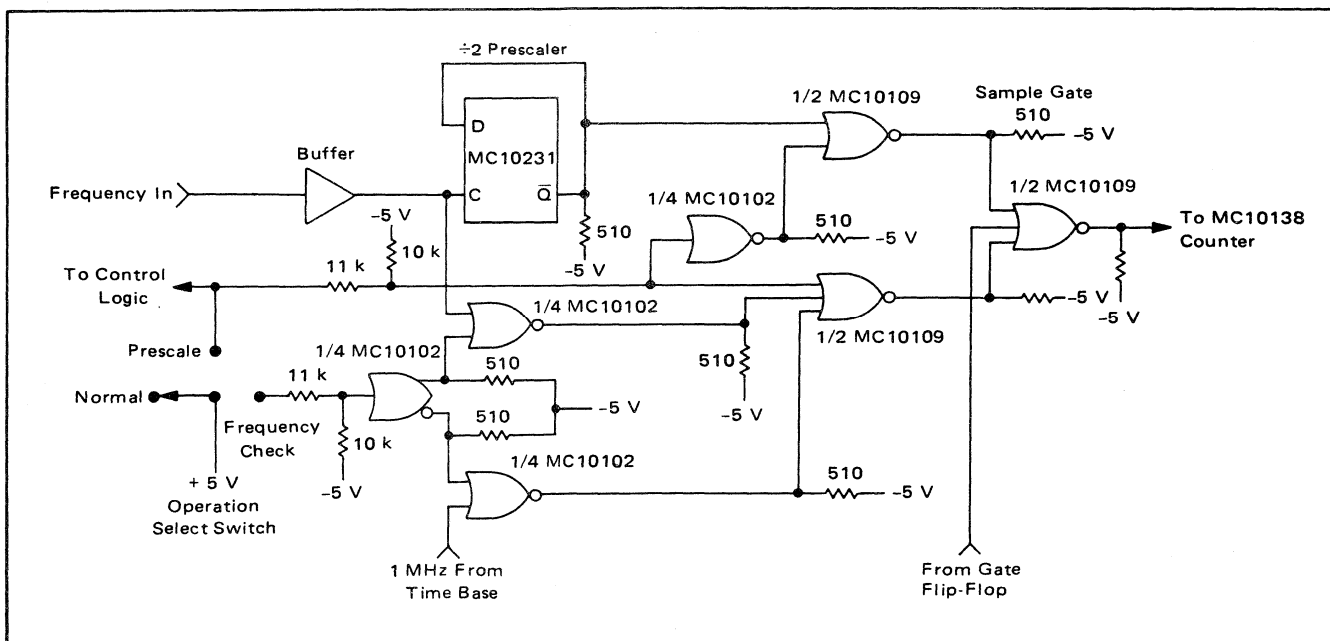 ÷2 Prescaler
1/2 MC10109
Sample Gate
510
–5 V
D
MC10231
C
Q̅
Buffer
Frequency In
1/4 MC10102
1/2 MC10109
–5 V
10 k
510
–5 V
510
–5 V
To MC10138
Counter
To Control
Logic
11 k
1/4 MC10102
1/2 MC10109
–5 V
–5 V
Prescale
1/4 MC10102
510
510
–5 V
Normal
11 k
510
–5 V
Frequency
Check
10 k
–5 V
+ 5 V
Operation
Select Switch
1/4 MC10102
510
–5 V
1 MHz From
Time Base
From Gate
Flip-Flop